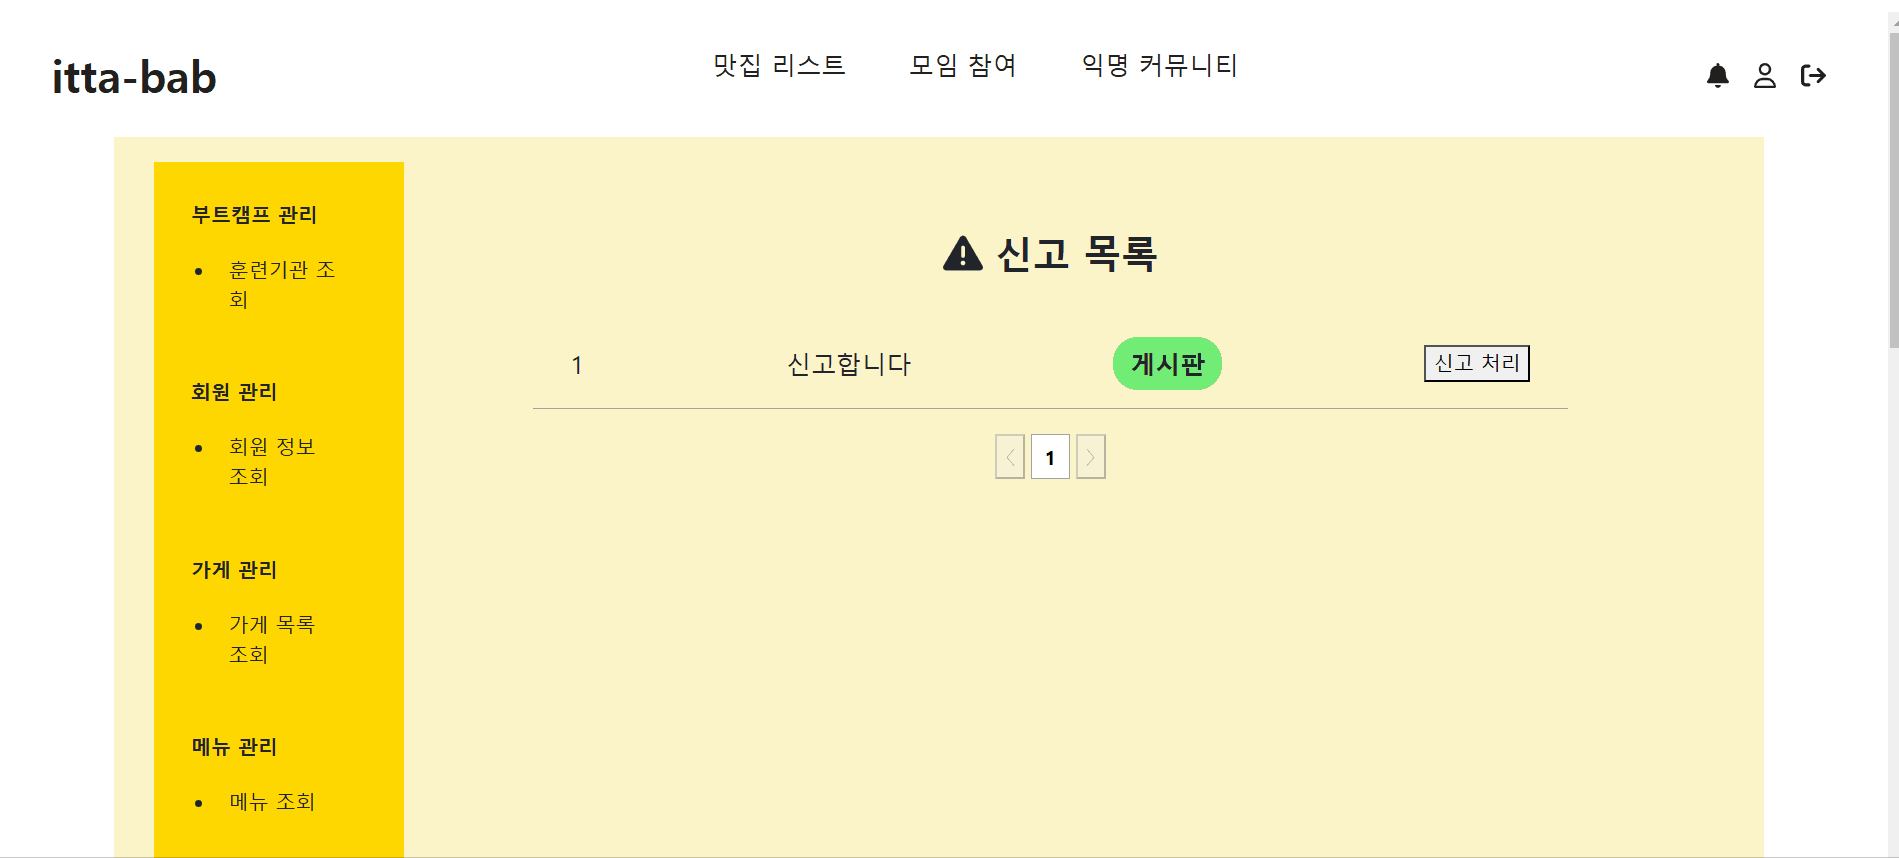 itta-bab
맛집 리스트 모임 참여 익명 커뮤니티
부트캠프 관리
훈련기관 조
회
회원 관리
회원 정보
조회
가게 관리
가게 목록
조회
메뉴 관리
메뉴 조회
신고 목록
1 신고합니다 게시판 신고 처리
1